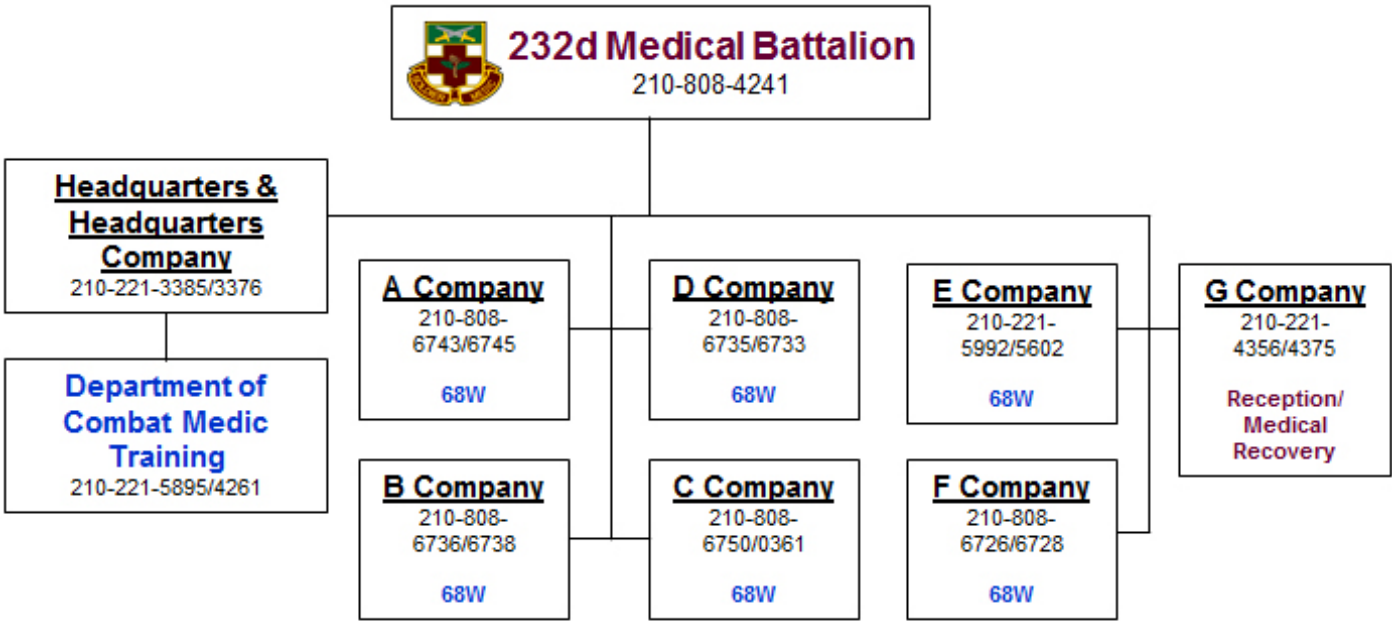 232d Medical Battalion
210-808-4241
Headquarters &
Headquarters
Company
210-221-3385/3376
Department of
Combat Medic
Training
210-221-5895/4261
A Company
210-808-
6743/6745
68W
D Company
210-808-
6735/6733
68W
E Company
210-221-
5992/5602
68W
G Company
210-221-
4356/4375
Reception/
Medical
Recovery
B Company
210-808-
6736/6738
68W
C Company
210-808-
6750/0361
68W
F Company
210-808-
6726/6728
68W